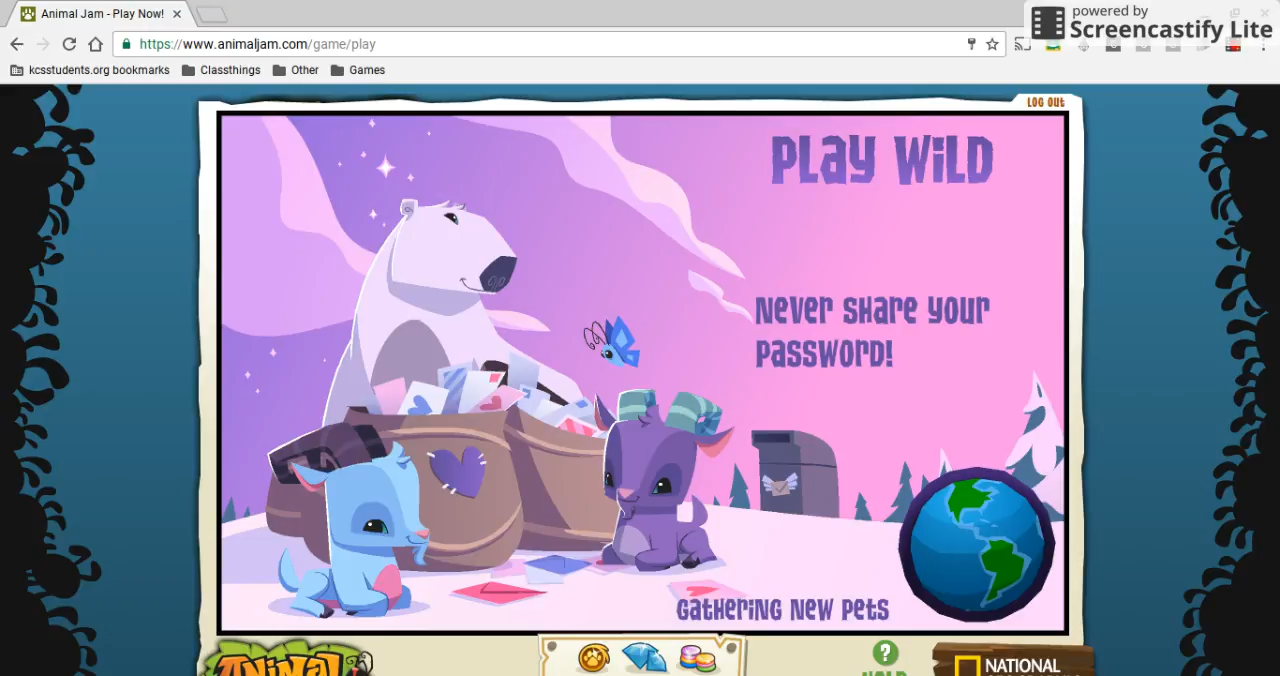 Animal Jam - Play Now!
powered by
Screencastify Lite
https://www.animaljam.com/game/play
kcsstudents.org bookmarks
Classthings
Other
Games
LOG OUT
PLAY WILD
NEVER SHARE YOUR
PASSWORD!
GATHERING NEW PETS
ANIMAL
?
NATIONAL